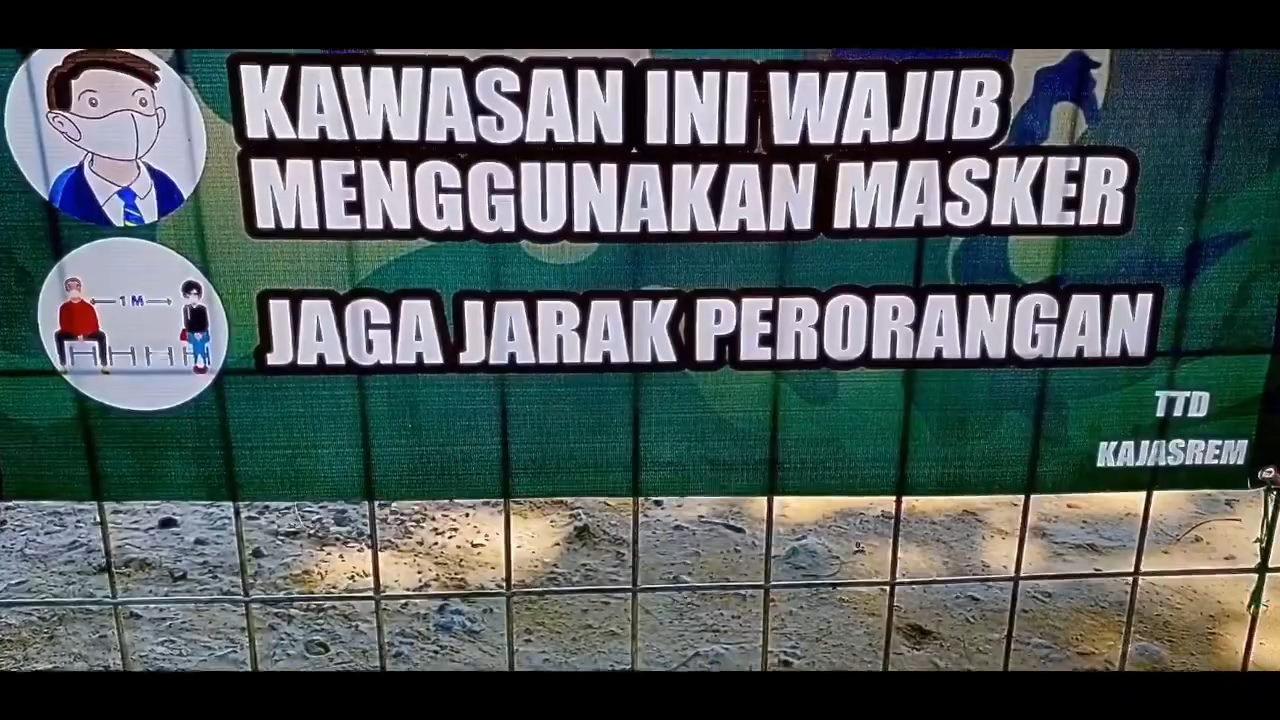 KAWASAN INI WAJIB
MENGGUNAKAN MASKER
1 M
JAGA JARAK PERORANGAN
TTD
KAJASREM